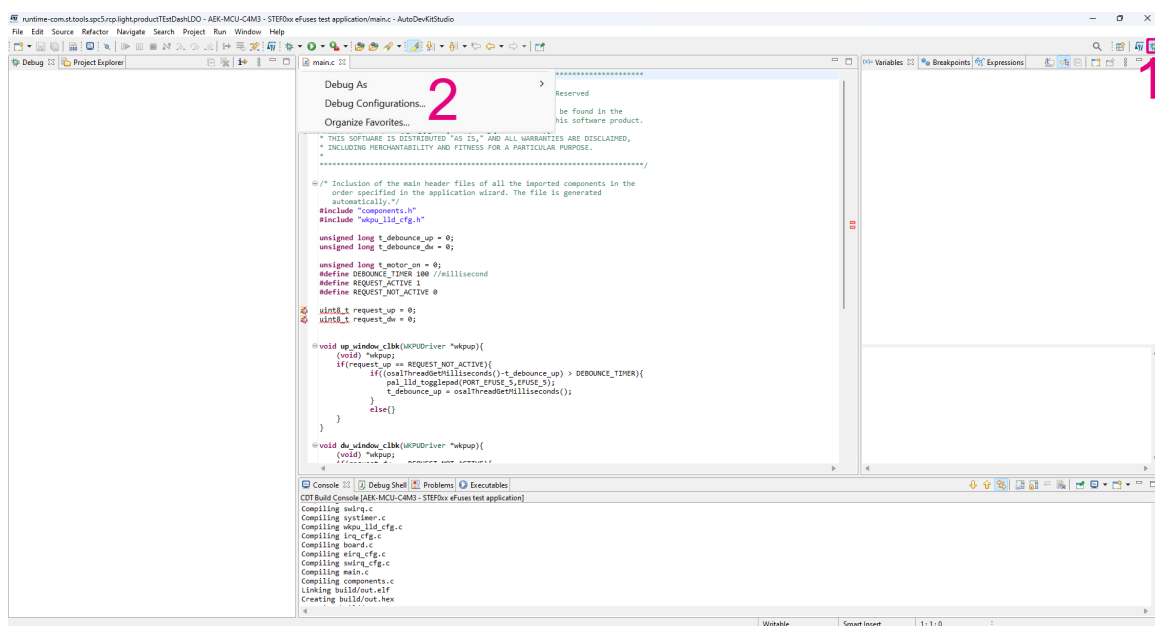 runtime-com.st.tools.spc5.rcp.light.productTEstDashLDO - AEK-MCU-C4M3 - STEF0xx eFuses test application/main.c - AutoDevKitStudio
File Edit Source Refactor Navigate Search Project Run Window Help
Debug Project Explorer
main.c
Variables Breakpoints Expressions
1
Debug As
Debug Configurations...
Organize Favorites...
2
*********************
Reserved
be found in the
his software product.
* THIS SOFTWARE IS DISTRIBUTED "AS IS," AND ALL WARRANTIES ARE DISCLAIMED,
* INCLUDING MERCHANTABILITY AND FITNESS FOR A PARTICULAR PURPOSE.
*
*****************************************************************************/
/* Inclusion of the main header files of all the imported components in the
order specified in the application wizard. The file is generated
automatically.*/
#include "components.h"
#include "wkpu_lld_cfg.h"
unsigned long t_debounce_up = 0;
unsigned long t_debounce_dw = 0;
unsigned long t_motor_on = 0;
#define DEBOUNCE_TIMER 100 //millisecond
#define REQUEST_ACTIVE 1
#define REQUEST_NOT_ACTIVE 0
uint8_t request_up = 0;
uint8_t request_dw = 0;
void up_window_clbk(WKPUDriver *wkpup){
(void) *wkpup;
if(request_up == REQUEST_NOT_ACTIVE){
if((osalThreadGetMilliseconds()-t_debounce_up) > DEBOUNCE_TIMER){
pal_lld_togglepad(PORT_EFUSE_5,EFUSE_5);
t_debounce_up = osalThreadGetMilliseconds();
}
else{}
}
}
void dw_window_clbk(WKPUDriver *wkpup){
(void) *wkpup;
Console Debug Shell Problems Executables
CDT Build Console [AEK-MCU-C4M3 - STEF0xx eFuses test application]
Compiling swirq.c
Compiling systimer.c
Compiling wkpu_lld_cfg.c
Compiling irq_cfg.c
Compiling board.c
Compiling eirq_cfg.c
Compiling swirq_cfg.c
Compiling main.c
Compiling components.c
Linking build/out.elf
Creating build/out.hex
Writable Smart Insert 1 : 1 : 0